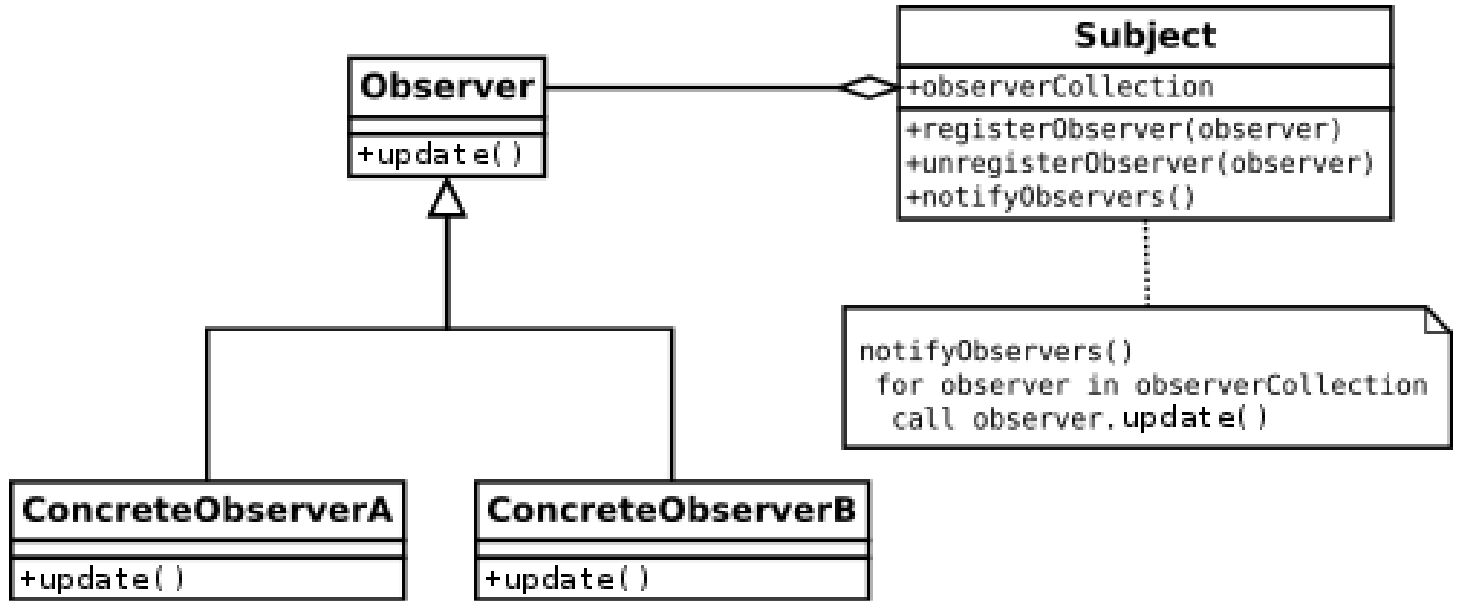 Observer
+update()
Subject
+observerCollection
+registerObserver(observer)
+unregisterObserver(observer)
+notifyObservers()
notifyObservers()
for observer in observerCollection
call observer.update()
ConcreteObserverA
+update()
ConcreteObserverB
+update()